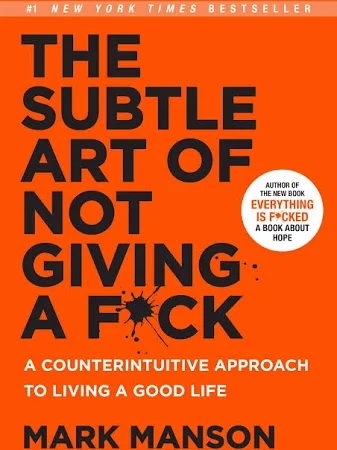 #1 NEW YORK TIMES BESTSELLER
THE
SUBTLE
ART OF
NOT
GIVING
A F*CK
AUTHOR OF
THE NEW BOOK
EVERYTHING
IS F*CKED
A BOOK ABOUT
HOPE
A COUNTERINTUITIVE APPROACH
TO LIVING A GOOD LIFE
MARK MANSON